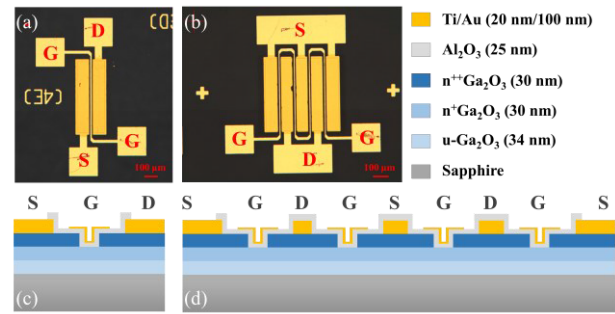 (a)
D
G
(4E)
G
S
100 μm
(b)
S
G
G
D
100 μm
Ti/Au (20 nm/100 nm)
Al₂O₃ (25 nm)
n⁺⁺Ga₂O₃ (30 nm)
n⁺Ga₂O₃ (30 nm)
u-Ga₂O₃ (34 nm)
Sapphire
S G D
(c)
S G D G S G D G S
(d)